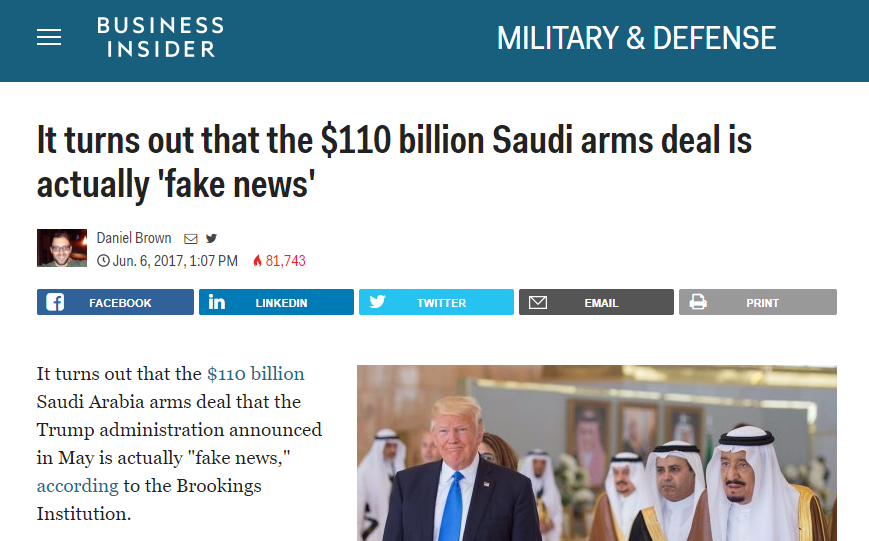 BUSINESS
INSIDER
MILITARY & DEFENSE
It turns out that the $110 billion Saudi arms deal is
actually 'fake news'
Daniel Brown
Jun. 6, 2017, 1:07 PM 81,743
FACEBOOK
LINKEDIN
TWITTER
EMAIL
PRINT
It turns out that the $110 billion
Saudi Arabia arms deal that the
Trump administration announced
in May is actually "fake news,"
according to the Brookings
Institution.